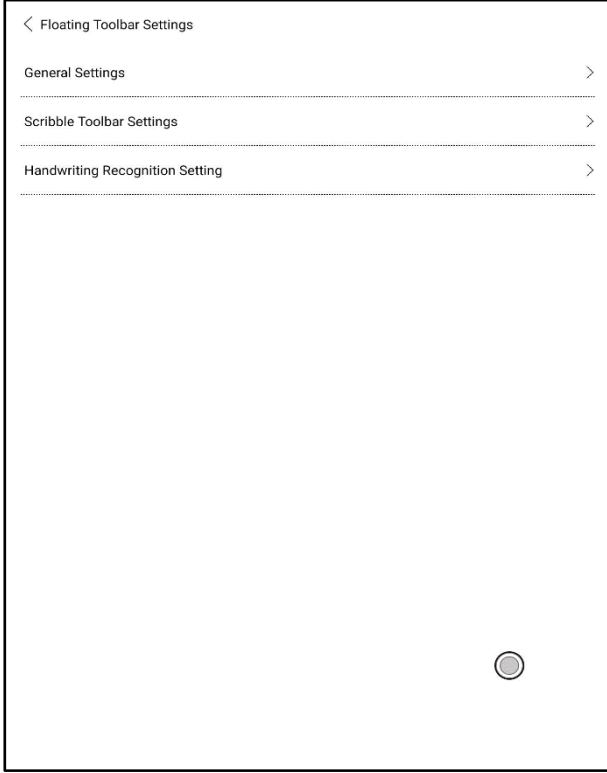 Floating Toolbar Settings
General Settings
Scribble Toolbar Settings
Handwriting Recognition Setting